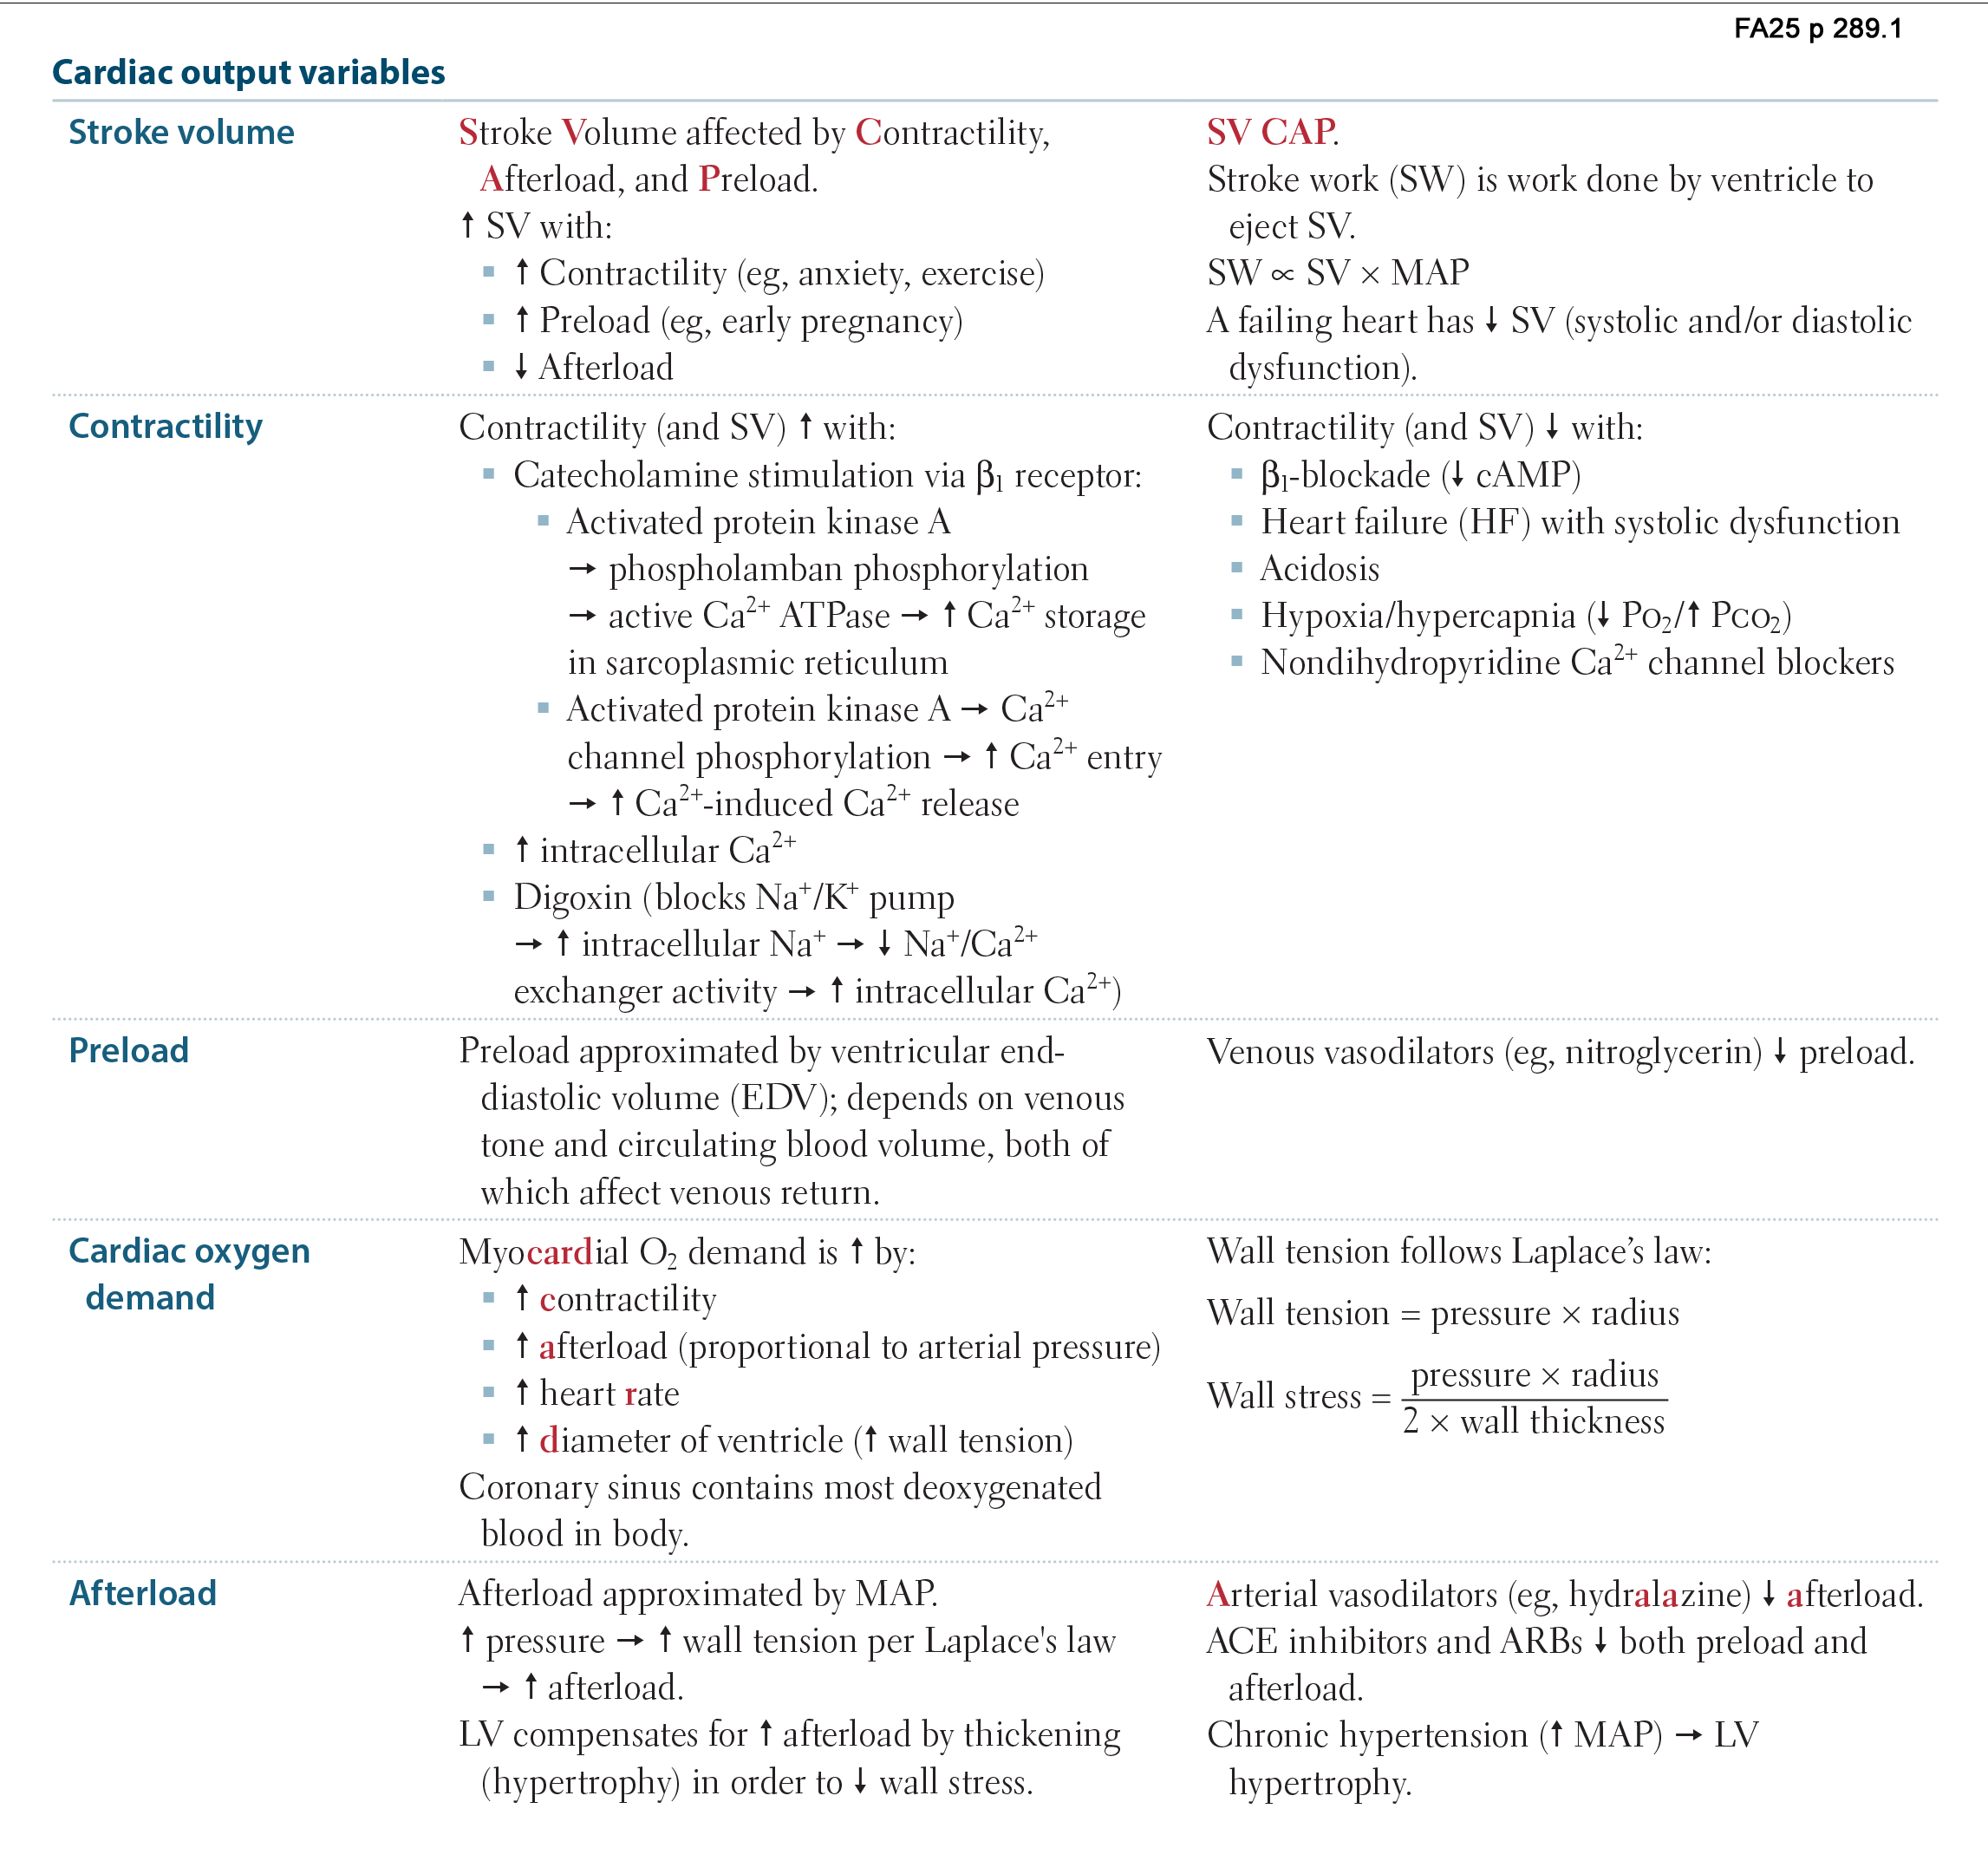 FA25 p 289.1
Cardiac output variables
Stroke volume
Stroke Volume affected by Contractility,
Afterload, and Preload.
↑ SV with:
▪ ↑ Contractility (eg, anxiety, exercise)
▪ ↑ Preload (eg, early pregnancy)
▪ ↓ Afterload
SV CAP.
Stroke work (SW) is work done by ventricle to
eject SV.
SW ∝ SV × MAP
A failing heart has ↓ SV (systolic and/or diastolic
dysfunction).
Contractility
Contractility (and SV) ↑ with:
▪ Catecholamine stimulation via β₁ receptor:
▪ Activated protein kinase A
→ phospholamban phosphorylation
→ active Ca²⁺ ATPase → ↑ Ca²⁺ storage
in sarcoplasmic reticulum
▪ Activated protein kinase A → Ca²⁺
channel phosphorylation → ↑ Ca²⁺ entry
→ ↑ Ca²⁺-induced Ca²⁺ release
▪ ↑ intracellular Ca²⁺
▪ Digoxin (blocks Na⁺/K⁺ pump
→ ↑ intracellular Na⁺ → ↓ Na⁺/Ca²⁺
exchanger activity → ↑ intracellular Ca²⁺)
Contractility (and SV) ↓ with:
▪ β₁-blockade (↓ cAMP)
▪ Heart failure (HF) with systolic dysfunction
▪ Acidosis
▪ Hypoxia/hypercapnia (↓ PO₂/↑ PCO₂)
▪ Nondihydropyridine Ca²⁺ channel blockers
Preload
Preload approximated by ventricular end-
diastolic volume (EDV); depends on venous
tone and circulating blood volume, both of
which affect venous return.
Venous vasodilators (eg, nitroglycerin) ↓ preload.
Cardiac oxygen
demand
Myocardial O₂ demand is ↑ by:
▪ ↑ contractility
▪ ↑ afterload (proportional to arterial pressure)
▪ ↑ heart rate
▪ ↑ diameter of ventricle (↑ wall tension)
Coronary sinus contains most deoxygenated
blood in body.
Wall tension follows Laplace’s law:
Wall tension = pressure × radius
Wall stress = pressure × radius
2 × wall thickness
Afterload
Afterload approximated by MAP.
↑ pressure → ↑ wall tension per Laplace's law
→ ↑ afterload.
LV compensates for ↑ afterload by thickening
(hypertrophy) in order to ↓ wall stress.
Arterial vasodilators (eg, hydralazine) ↓ afterload.
ACE inhibitors and ARBs ↓ both preload and
afterload.
Chronic hypertension (↑ MAP) → LV
hypertrophy.